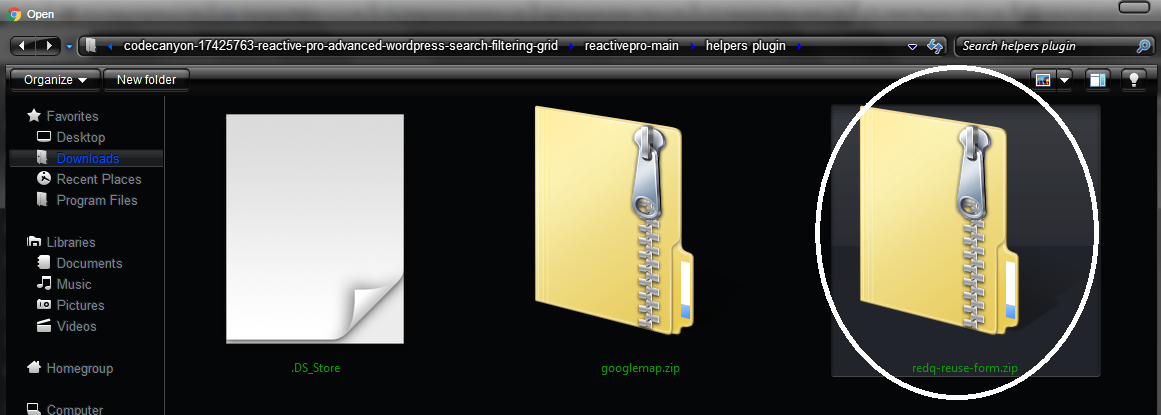 Open
codecanyon-17425763-reactive-pro-advanced-wordpress-search-filtering-grid reactivepro-main helpers plugin
Search helpers plugin
Organize New folder
Favorites
Desktop
Downloads
Recent Places
Program Files
Libraries
Documents
Music
Pictures
Videos
Homegroup
Computer
.DS_Store
googlemap.zip
redq-reuse-form.zip